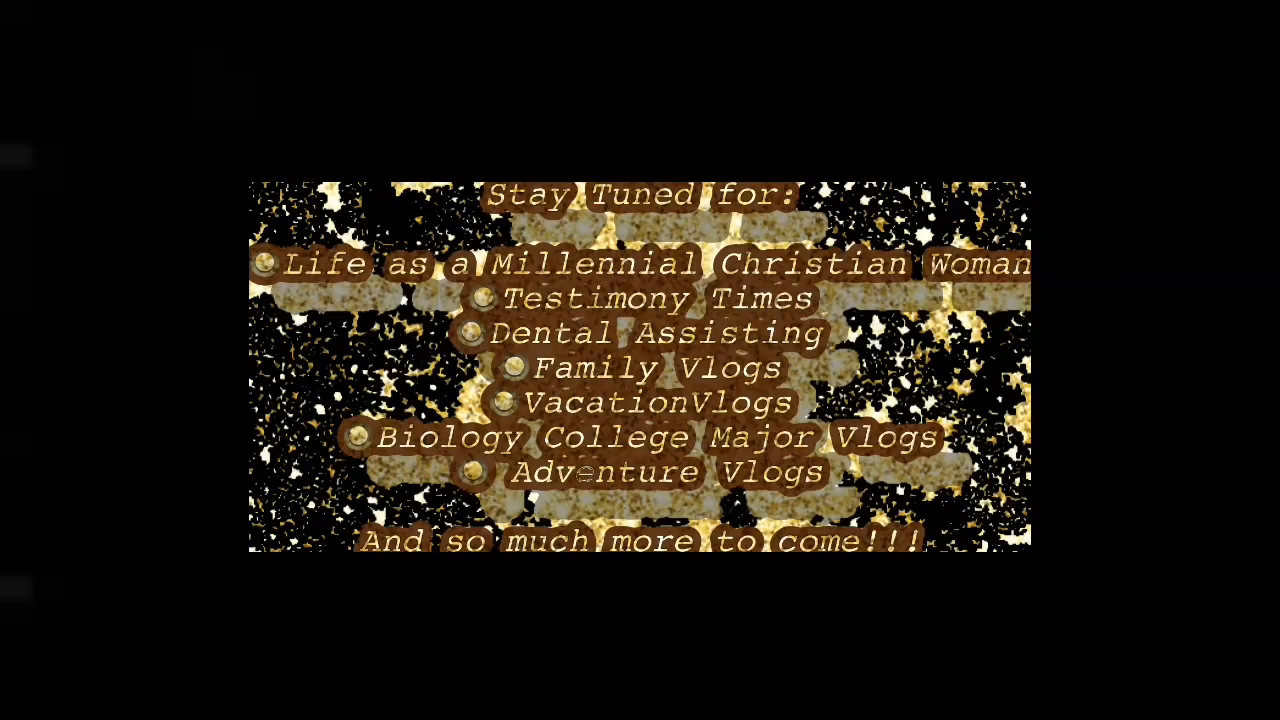 Stay Tuned for:
Life as a Millennial Christian Woman
Testimony Times
Dental Assisting
Family Vlogs
VacationVlogs
Biology College Major Vlogs
Adventure Vlogs
And so much more to come!!!